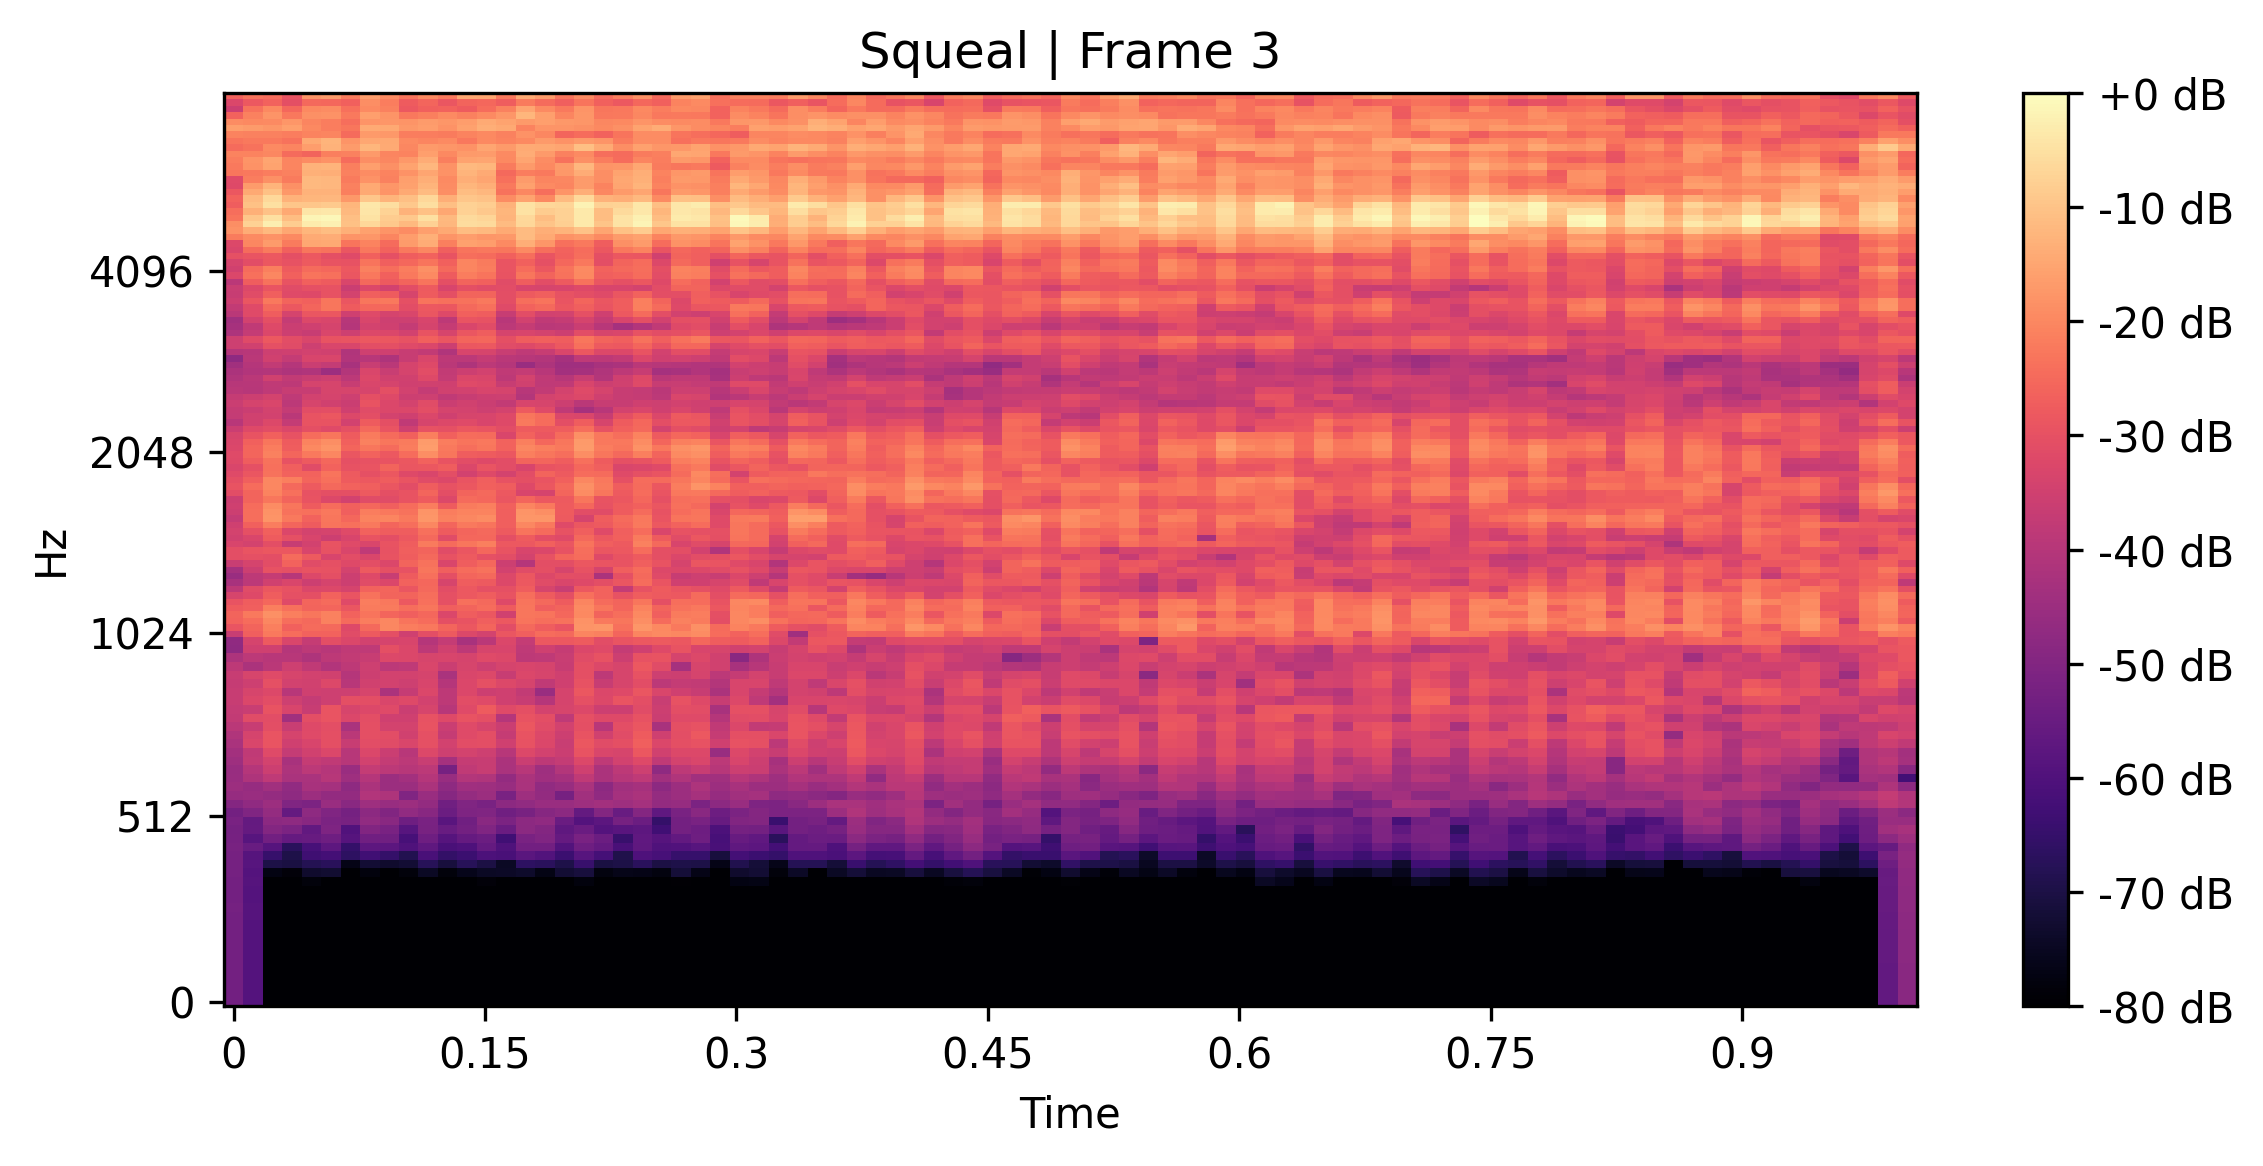 Squeal | Frame 3
Hz
4096
2048
1024
512
0
0 0.15 0.3 0.45 0.6 0.75 0.9
Time
+0 dB
-10 dB
-20 dB
-30 dB
-40 dB
-50 dB
-60 dB
-70 dB
-80 dB